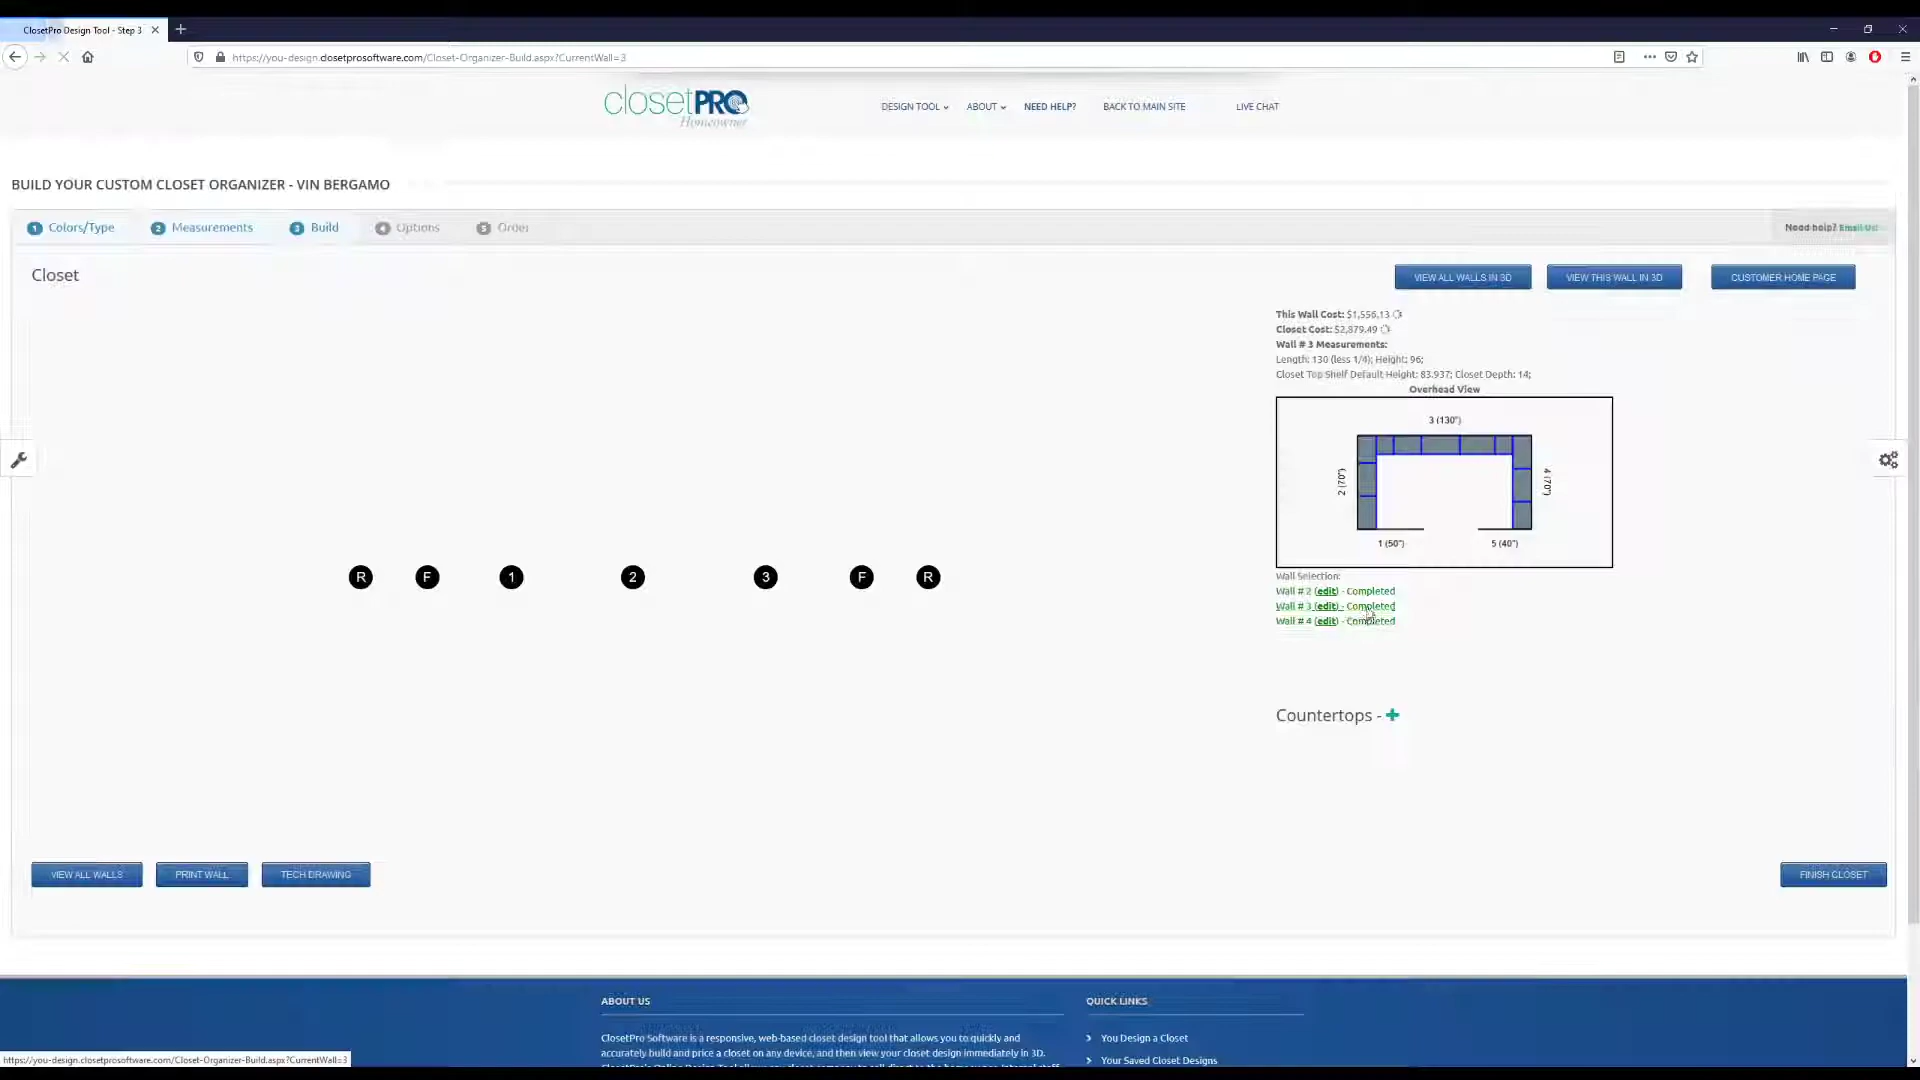 ClosetPro Design Tool - Step 3
https://you-design.closetprosoftware.com/Closet-Organizer-Build.aspx?CurrentWall=3
closetPRO
Homeowner
DESIGN TOOL
ABOUT
NEED HELP?
BACK TO MAIN SITE
LIVE CHAT
BUILD YOUR CUSTOM CLOSET ORGANIZER - VIN BERGAMO
1 Colors/Type
2 Measurements
3 Build
4 Options
5 Order
Need help? Email Us!
Closet
VIEW ALL WALLS IN 3D
VIEW THIS WALL IN 3D
CUSTOMER HOME PAGE
This Wall Cost: $1,556.13
Closet Cost: $2,879.49
Wall # 3 Measurements:
Length: 130 (less 1/4); Height: 96;
Closet Top Shelf Default Height: 83.937; Closet Depth: 14;
Overhead View
3 (130")
2 (70")
4 (70")
1 (50")
5 (40")
R F 1 2 3 F R
Wall Selection:
Wall # 2 (edit) - Completed
Wall # 3 (edit) - Completed
Wall # 4 (edit) - Completed
Countertops - +
VIEW ALL WALLS
PRINT WALL
TECH DRAWING
FINISH CLOSET
ABOUT US
ClosetPro Software is a responsive, web-based closet design tool that allows you to quickly and
accurately build and price a closet on any device, and then view your closet design immediately in 3D.
QUICK LINKS
You Design a Closet
Your Saved Closet Designs
https://you-design.closetprosoftware.com/Closet-Organizer-Build.aspx?CurrentWall=3